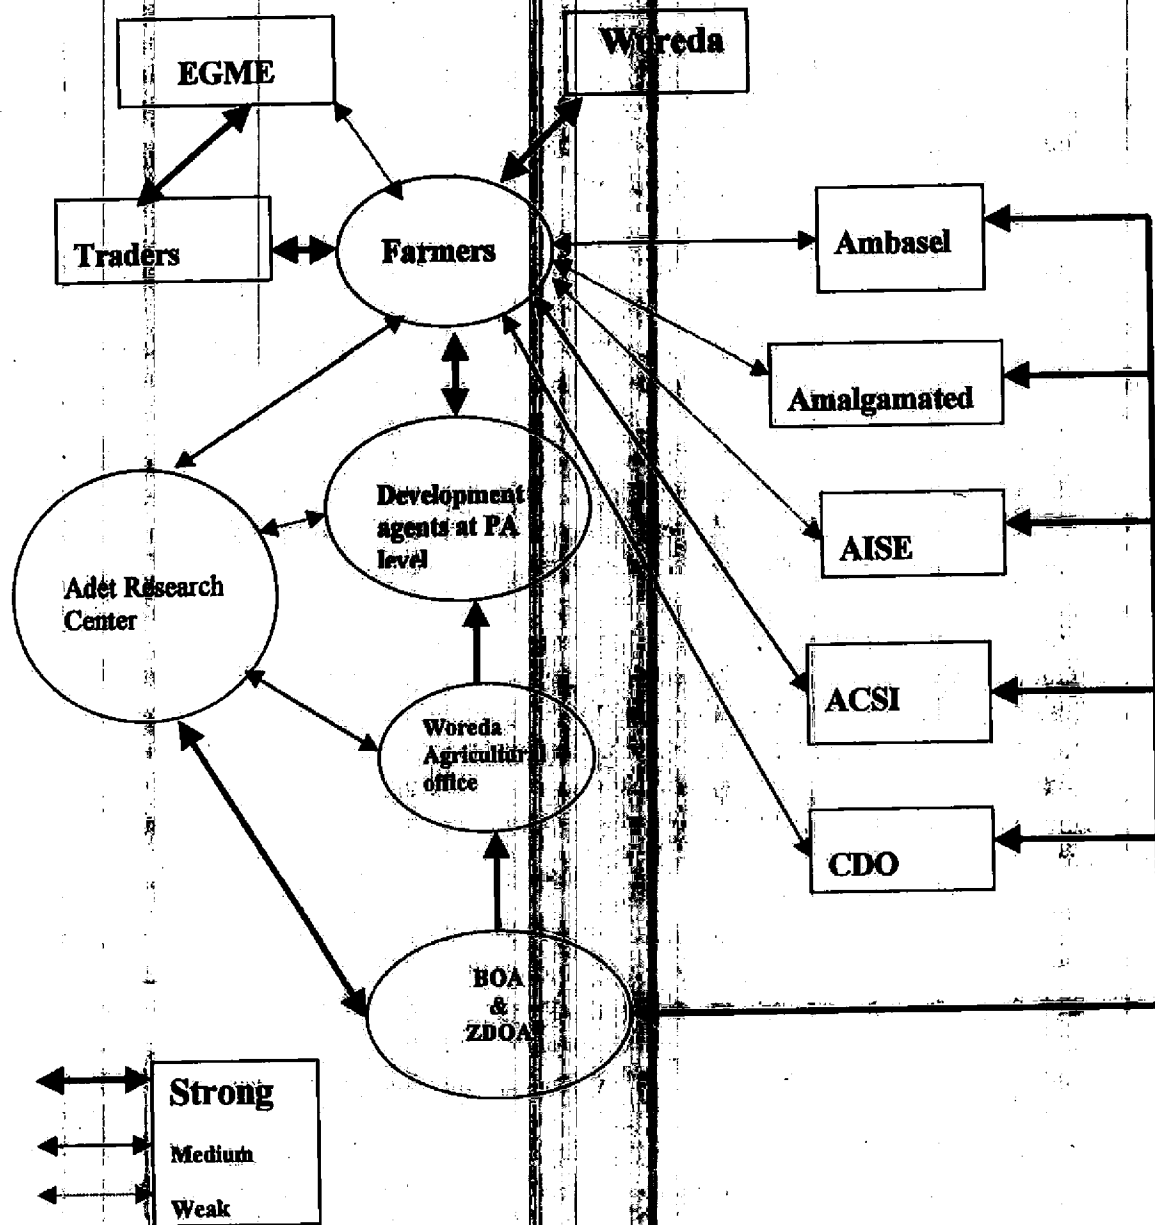 EGME
Woreda
Traders
Farmers
Ambasel
Amalgamated
Development
agents at PA
level
AISE
Adet Research
Center
ACSI
Woreda
Agricultural
office
CDO
BOA
&
ZDOA
Strong
Medium
Weak